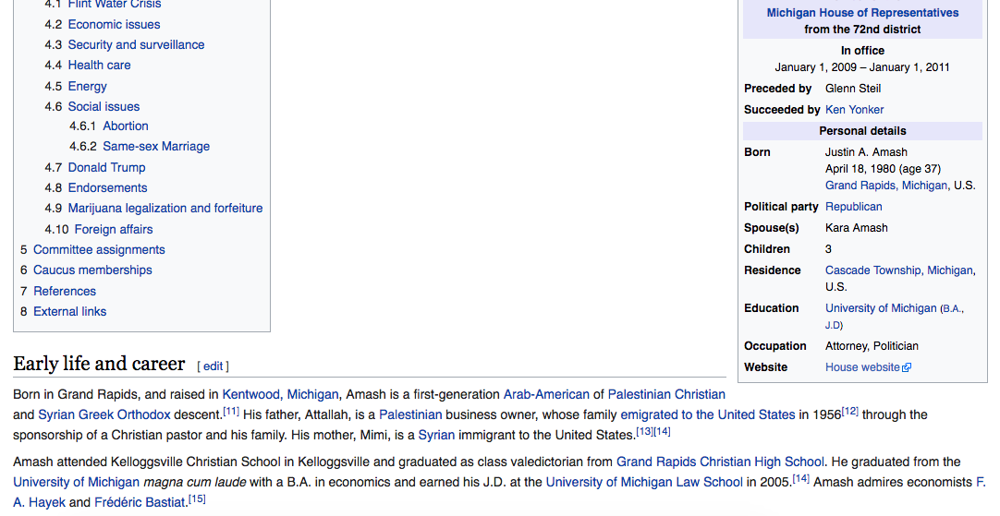 4.1 Flint Water Crisis
4.2 Economic issues
4.3 Security and surveillance
4.4 Health care
4.5 Energy
4.6 Social issues
4.6.1 Abortion
4.6.2 Same-sex Marriage
4.7 Donald Trump
4.8 Endorsements
4.9 Marijuana legalization and forfeiture
4.10 Foreign affairs
5 Committee assignments
6 Caucus memberships
7 References
8 External links
Michigan House of Representatives
from the 72nd district
In office
January 1, 2009 – January 1, 2011
Preceded by Glenn Steil
Succeeded by Ken Yonker
Personal details
Born Justin A. Amash
April 18, 1980 (age 37)
Grand Rapids, Michigan, U.S.
Political party Republican
Spouse(s) Kara Amash
Children 3
Residence Cascade Township, Michigan,
U.S.
Education University of Michigan (B.A.,
J.D)
Occupation Attorney, Politician
Website House website
Early life and career [ edit ]
Born in Grand Rapids, and raised in Kentwood, Michigan, Amash is a first-generation Arab-American of Palestinian Christian
and Syrian Greek Orthodox descent.[11] His father, Attallah, is a Palestinian business owner, whose family emigrated to the United States in 1956[12] through the
sponsorship of a Christian pastor and his family. His mother, Mimi, is a Syrian immigrant to the United States.[13][14]
Amash attended Kelloggsville Christian School in Kelloggsville and graduated as class valedictorian from Grand Rapids Christian High School. He graduated from the
University of Michigan magna cum laude with a B.A. in economics and earned his J.D. at the University of Michigan Law School in 2005.[14] Amash admires economists F.
A. Hayek and Frédéric Bastiat.[15]